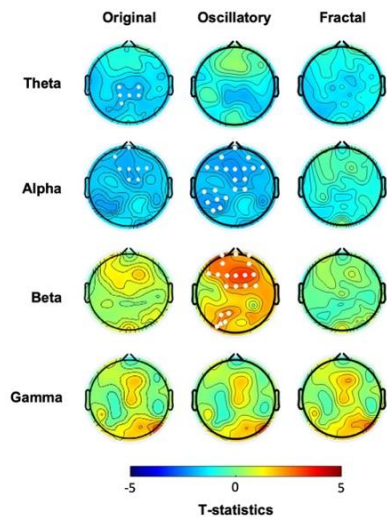 Original Oscillatory Fractal
Theta
Alpha
Beta
Gamma
-5 0 5
T-statistics